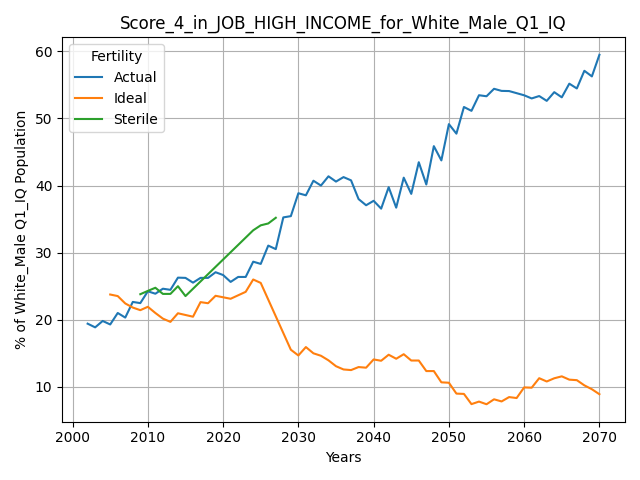 Score_4_in_JOB_HIGH_INCOME_for_White_Male_Q1_IQ
Fertility
Actual
Ideal
Sterile
% of White_Male Q1_IQ Population
60
50
40
30
20
10
2000 2010 2020 2030 2040 2050 2060 2070
Years